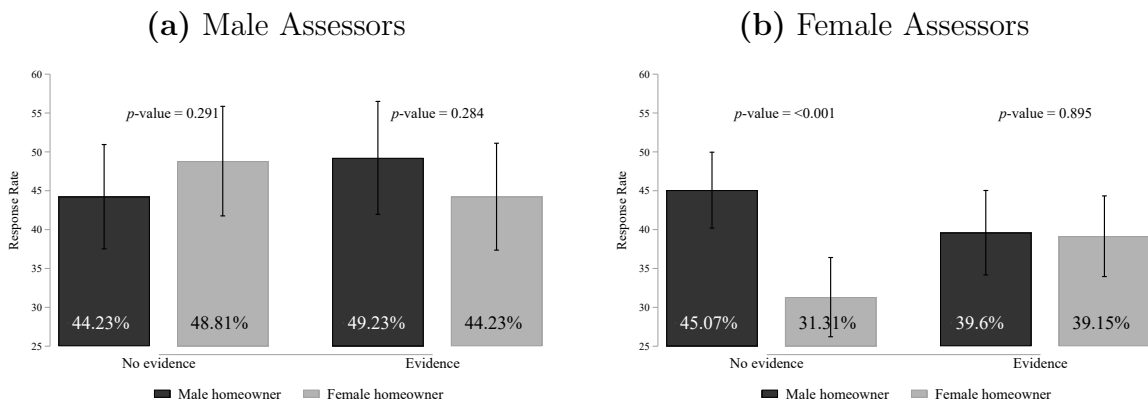 (a) Male Assessors
60
55
50
45
40
35
30
25
Response Rate
p-value = 0.291
p-value = 0.284
44.23%
48.81%
49.23%
44.23%
No evidence
Evidence
Male homeowner
Female homeowner
(b) Female Assessors
60
55
50
45
40
35
30
25
Response Rate
p-value = <0.001
p-value = 0.895
45.07%
31.31%
39.6%
39.15%
No evidence
Evidence
Male homeowner
Female homeowner